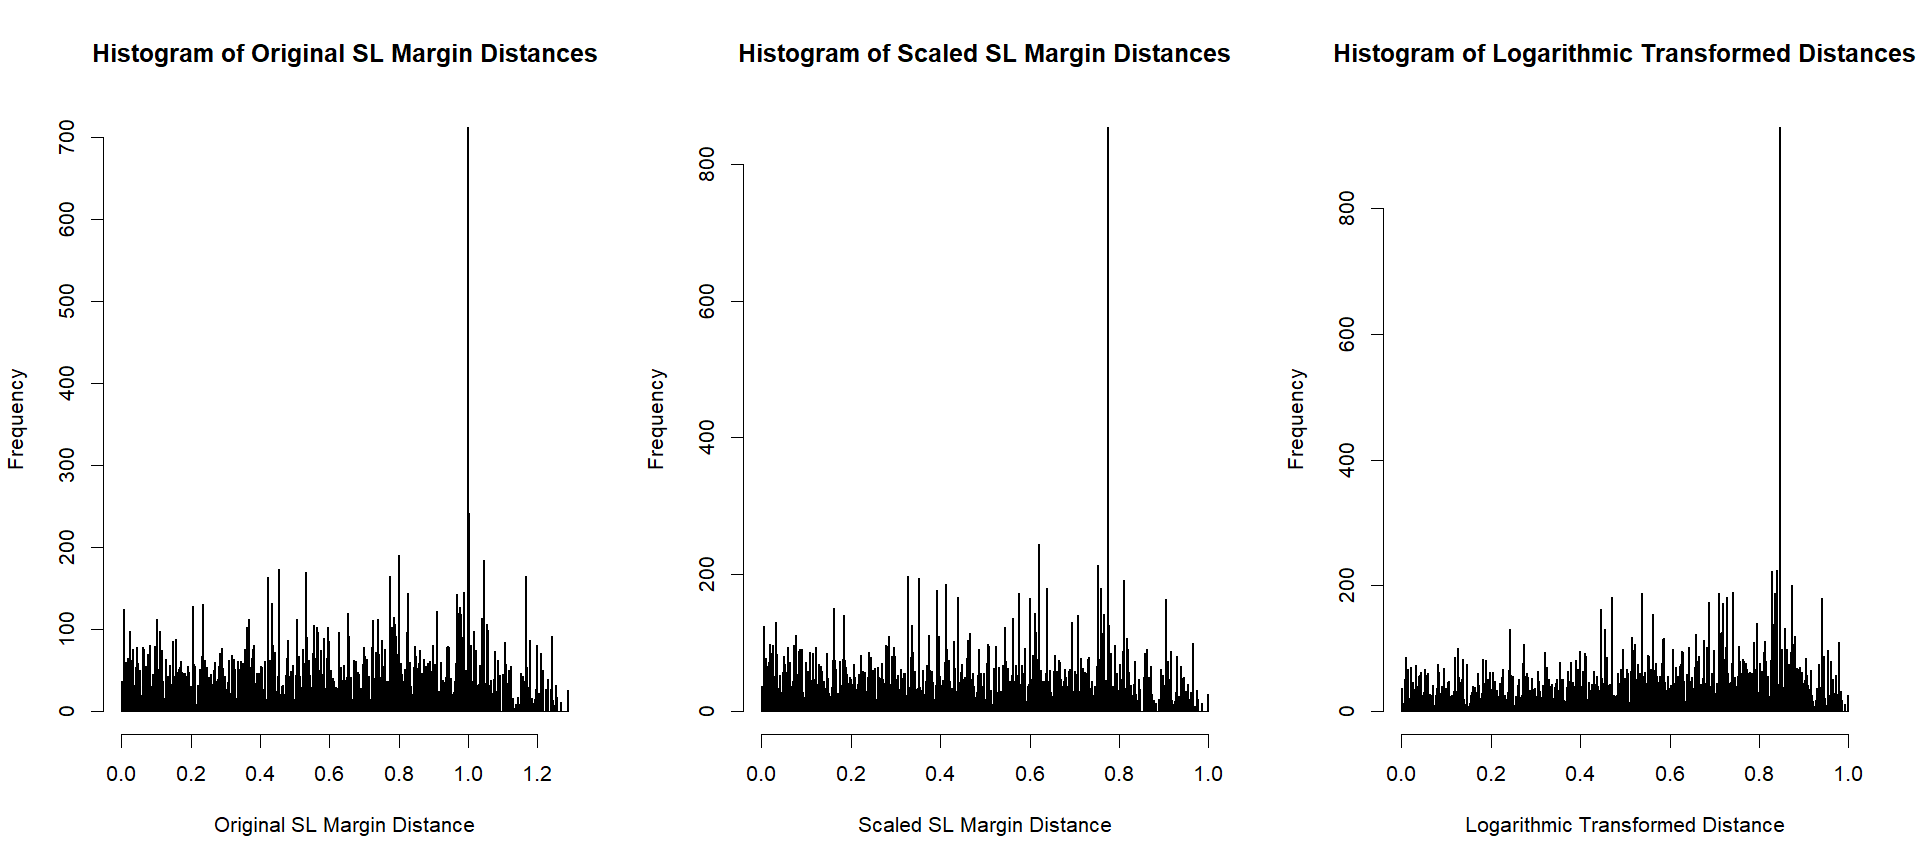 Histogram of Original SL Margin Distances
Frequency
700
600
500
400
300
200
100
0
0.0 0.2 0.4 0.6 0.8 1.0 1.2
Original SL Margin Distance
Histogram of Scaled SL Margin Distances
Frequency
800
600
400
200
0
0.0 0.2 0.4 0.6 0.8 1.0
Scaled SL Margin Distance
Histogram of Logarithmic Transformed Distances
Frequency
800
600
400
200
0
0.0 0.2 0.4 0.6 0.8 1.0
Logarithmic Transformed Distance